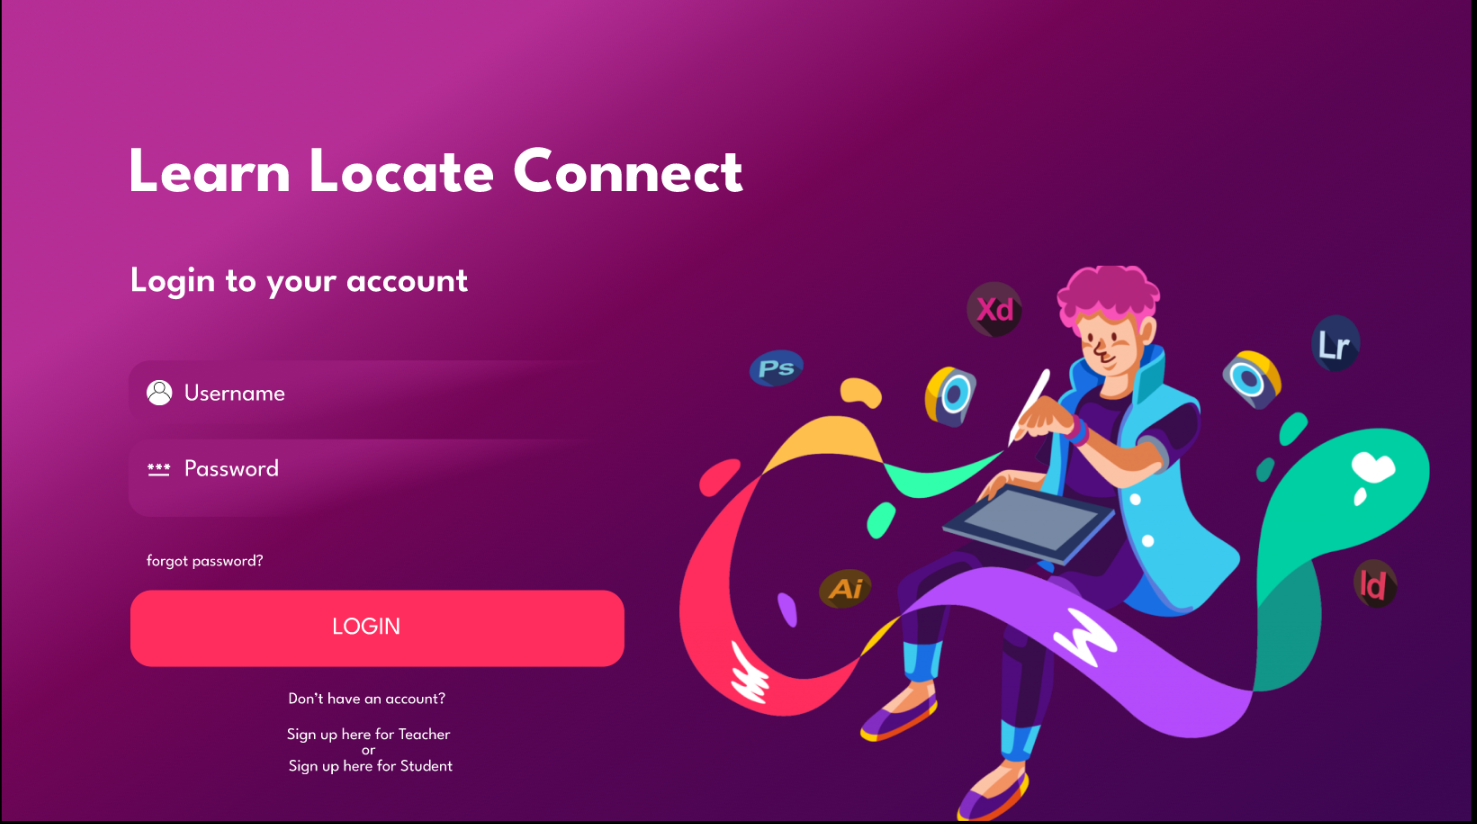 Learn Locate Connect
Login to your account
Username
*** Password
forgot password?
LOGIN
Don't have an account?
Sign up here for Teacher
or
Sign up here for Student
Xd
Lr
Ps
Ai
Id